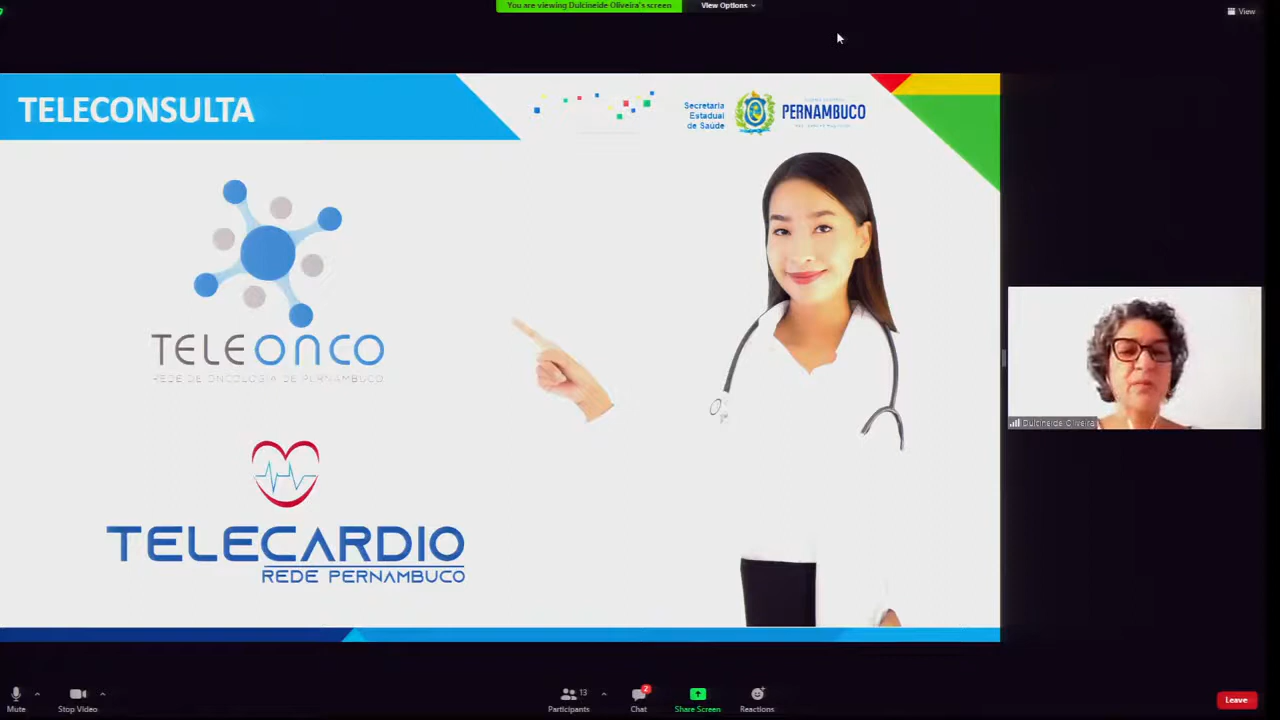 You are viewing Dulcineide Oliveira's screen
View Options
View
TELECONSULTA
Secretaria
Estadual
de Saúde
PERNAMBUCO
TELEONCO
REDE DE ONCOLOGIA DE PERNAMBUCO
TELECARDIO
REDE PERNAMBUCO
Dulcineide Oliveira
Mute
Stop Video
13
Participants
2
Chat
Share Screen
Reactions
Leave